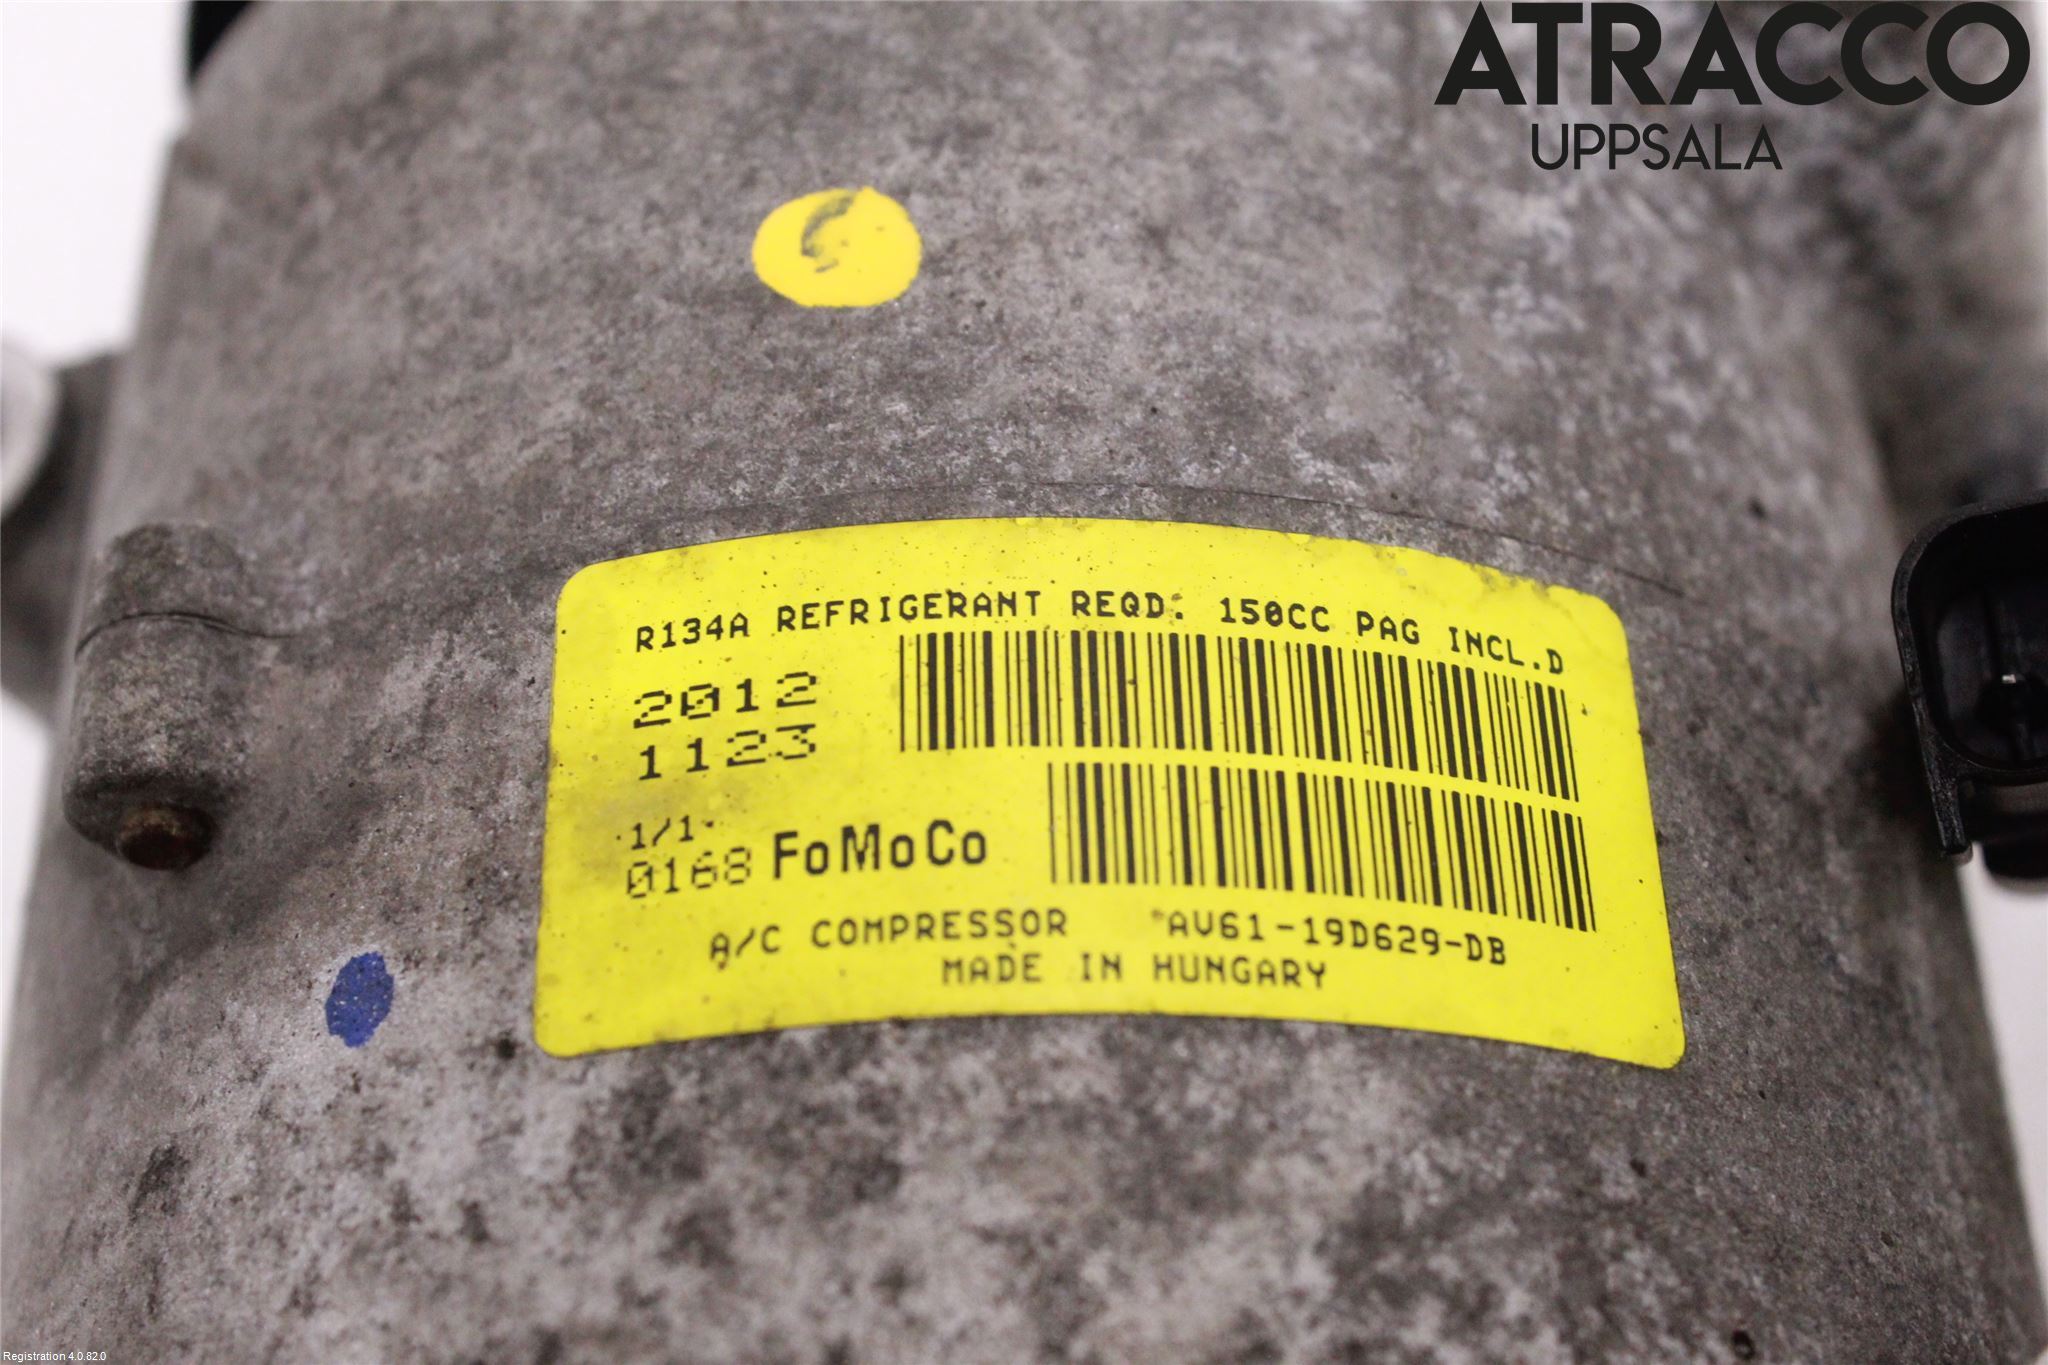 ATRACCO
UPPSALA
R134A REFRIGERANT REQD. 150CC PAG INCL.D
2012
1123
1/1
0168 FoMoCo
A/C COMPRESSOR AV61-19D629-DB
MADE IN HUNGARY
Registration 4.0.82.0